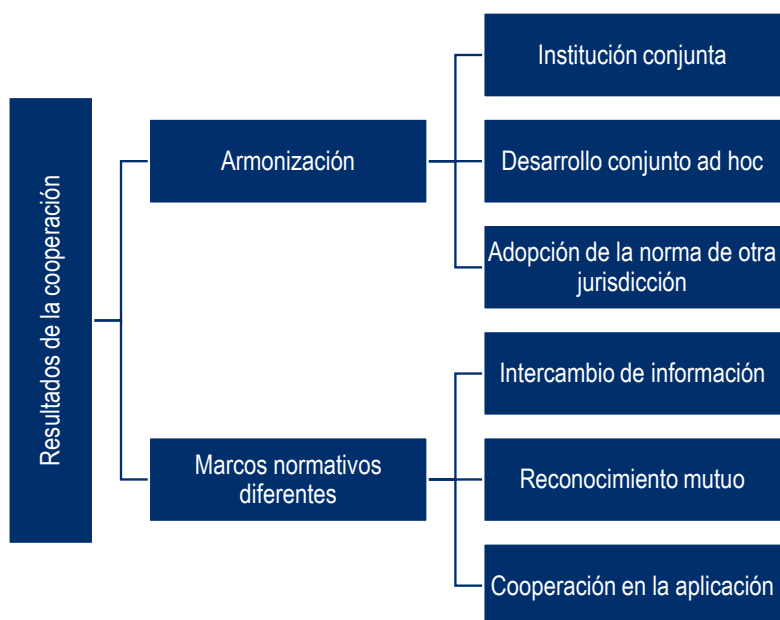 Resultados de la cooperación
Armonización
Institución conjunta
Desarrollo conjunto ad hoc
Adopción de la norma de otra
jurisdicción
Marcos normativos
diferentes
Intercambio de información
Reconocimiento mutuo
Cooperación en la aplicación